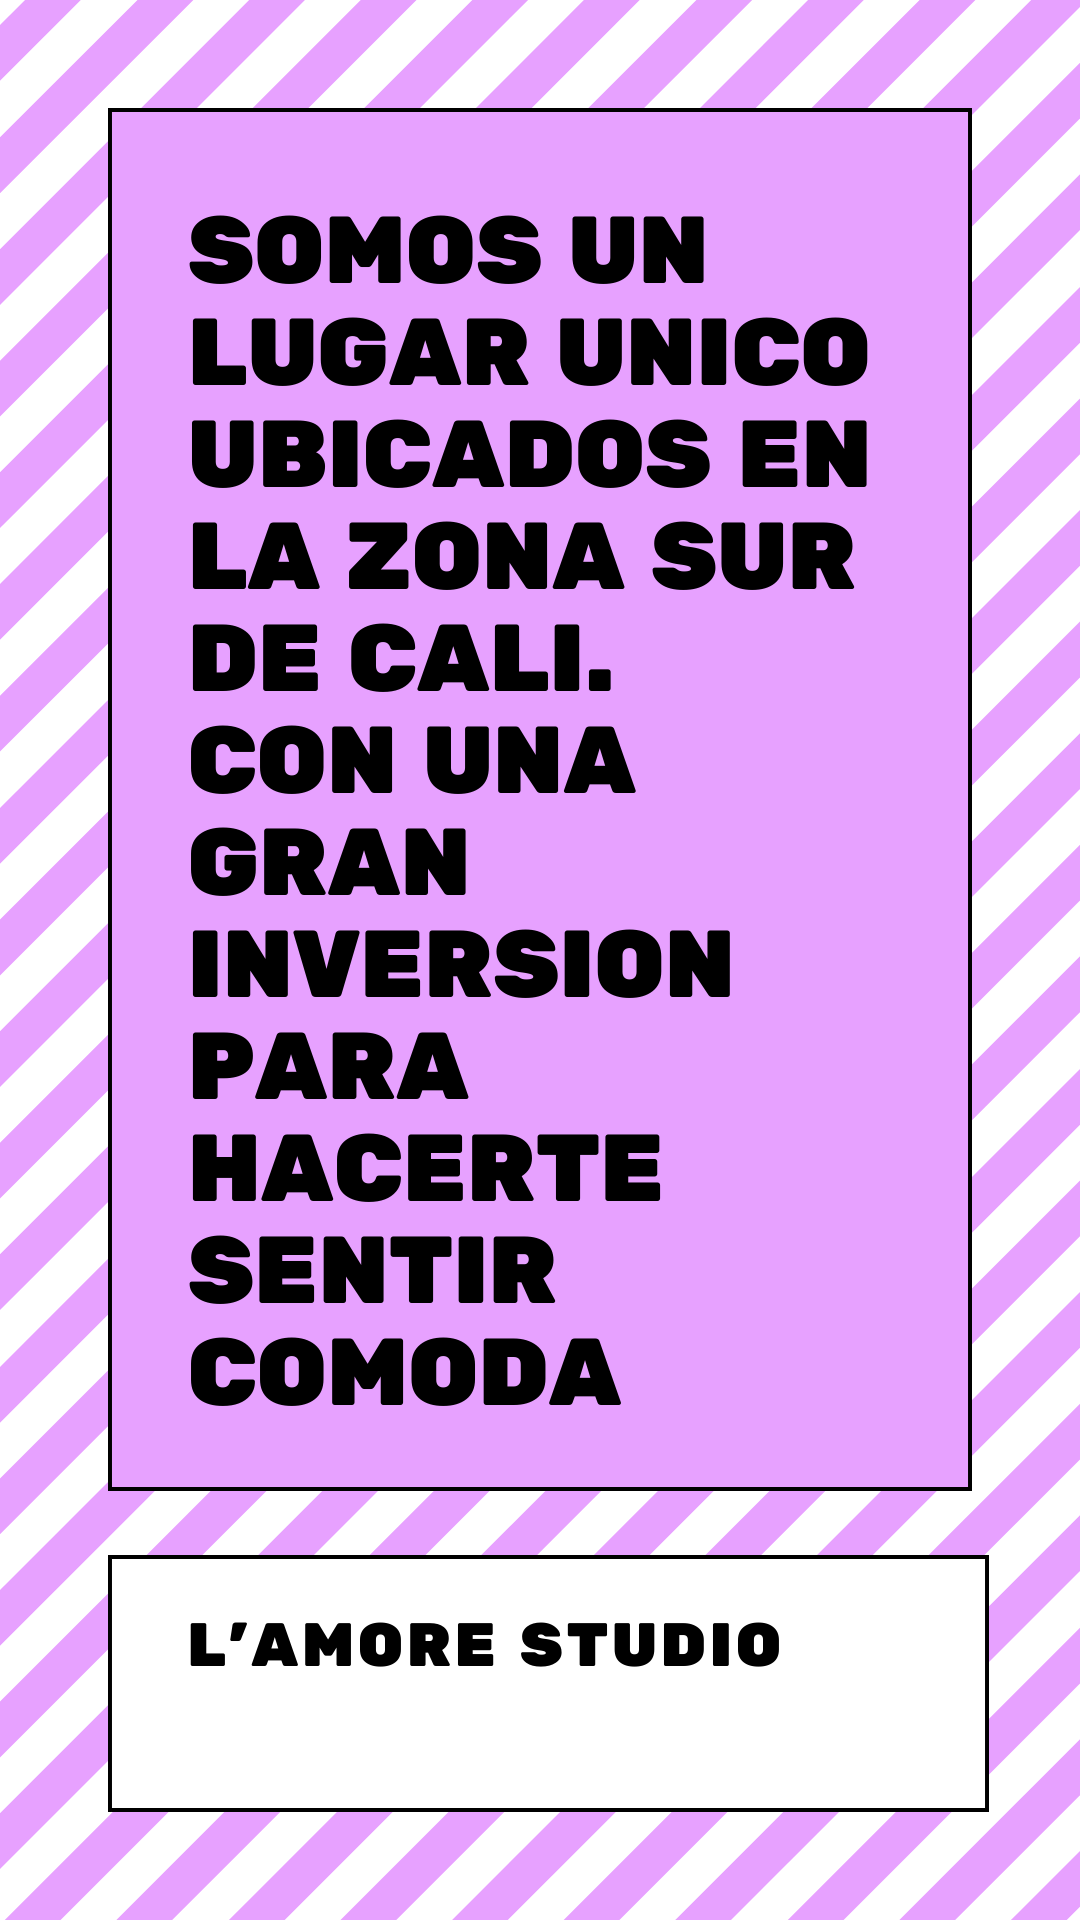 SOMOS UN
LUGAR UNICO
UBICADOS EN
LA ZONA SUR
DE CALI.
CON UNA
GRAN
INVERSION
PARA
HACERTE
SENTIR
COMODA
L'AMORE STUDIO